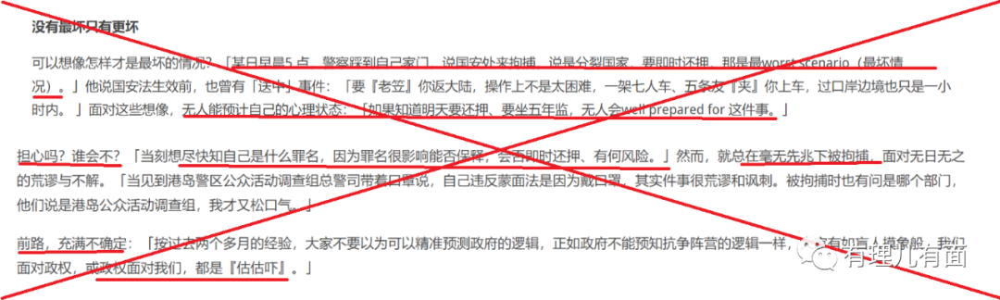 没有最坏只有更坏
可以想像怎样才是最坏的情况？「某日早晨5 点，警察踩到自己家门，说国安处来拘捕，说是分裂国家，要即时还押，那是最worst scenario（最坏情
况）。」他说国安法生效前，也曾有「送中」事件：「要『老笠』你返大陆，操作上不是太困难，一架七人车、五条友『夹』你上车，过口岸边境也只是一小
时内。 」面对这些想像，无人能预计自己的心理状态：「如果知道明天要还押、要坐五年监，无人会well prepared for 这件事。」
担心吗？谁会不？「当刻想尽快知自己是什么罪名，因为罪名很影响能否保释，会否即时还押、有何风险。」然而，就总在毫无先兆下被拘捕，面对无日无之
的荒谬与不解。「当见到港岛警区公众活动调查组总警司带着口罩说，自己违反蒙面法是因为戴口罩，其实件事很荒谬和讽刺。被拘捕时也有问是哪个部门，
他们说是港岛公众活动调查组，我才又松口气。」
前路，充满不确定：「按过去两个多月的经验，大家不要以为可以精准预测政府的逻辑，正如政府不能预知抗争阵营的逻辑一样，有如盲人摸象般，我们
面对政权，或政权面对我们，都是『估估吓』。」
有理儿有面